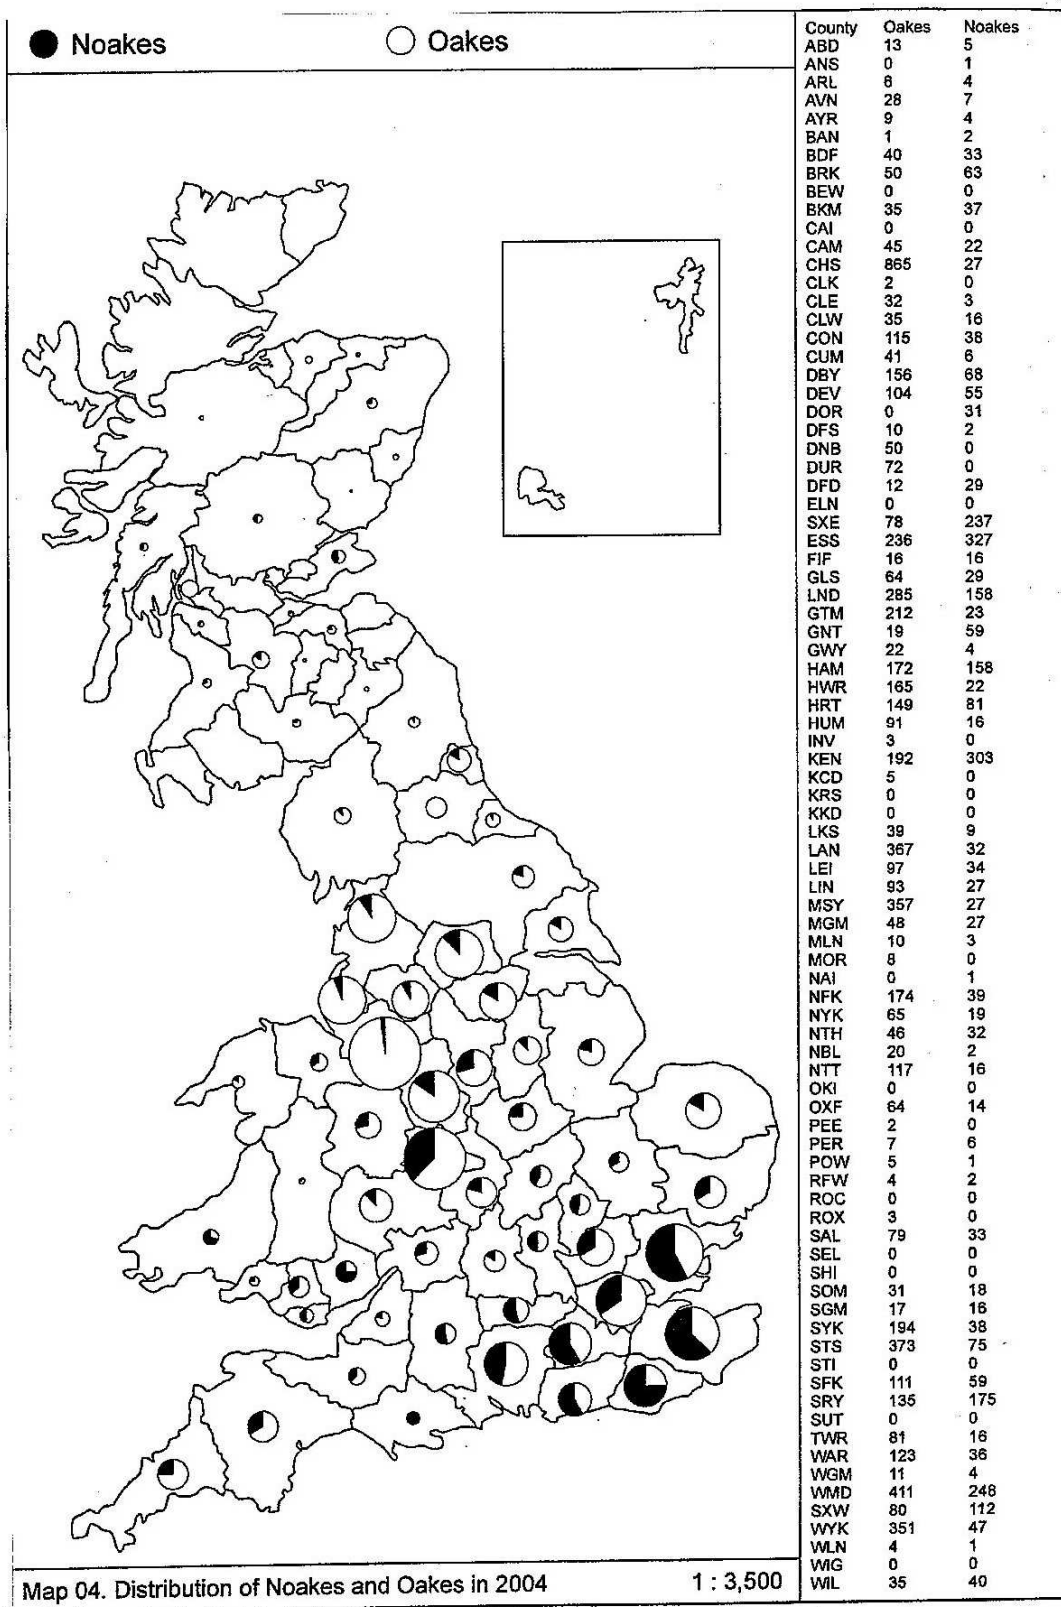 Noakes Oakes
County Oakes Noakes
ABD 13 5
ANS 0 1
ARL 6 4
AVN 28 7
AYR 9 4
BAN 1 2
BDF 40 33
BRK 50 63
BEW 0 0
BKM 35 37
CAI 0 0
CAM 45 22
CHS 865 27
CLK 2 0
CLE 32 3
CLW 35 16
CON 115 38
CUM 41 6
DBY 156 68
DEV 104 55
DOR 0 31
DFS 10 2
DNB 50 0
DUR 72 0
DFD 12 29
ELN 0 0
SXE 78 237
ESS 236 327
FIF 16 16
GLS 64 29
LND 285 158
GTM 212 23
GNT 19 59
GWY 22 4
HAM 172 158
HWR 165 22
HRT 149 81
HUM 91 16
INV 3 0
KEN 192 303
KCD 5 0
KRS 0 0
KKD 0 0
LKS 39 9
LAN 367 32
LEI 97 34
LIN 93 27
MSY 357 27
MGM 48 27
MLN 10 3
MOR 8 0
NAI 0 1
NFK 174 39
NYK 65 19
NTH 46 32
NBL 20 2
NTT 117 16
OKI 0 0
OXF 64 14
PEE 2 0
PER 7 6
POW 5 1
RFW 4 2
ROC 0 0
ROX 3 0
SAL 79 33
SEL 0 0
SHI 0 0
SOM 31 18
SGM 17 16
SYK 194 38
STS 373 75
STI 0 0
SFK 111 59
SRY 135 175
SUT 0 0
TWR 81 16
WAR 123 36
WGM 11 4
WMD 411 248
SXW 80 112
WYK 351 47
WLN 4 1
WIG 0 0
WIL 35 40
Map 04. Distribution of Noakes and Oakes in 2004 1 : 3,500